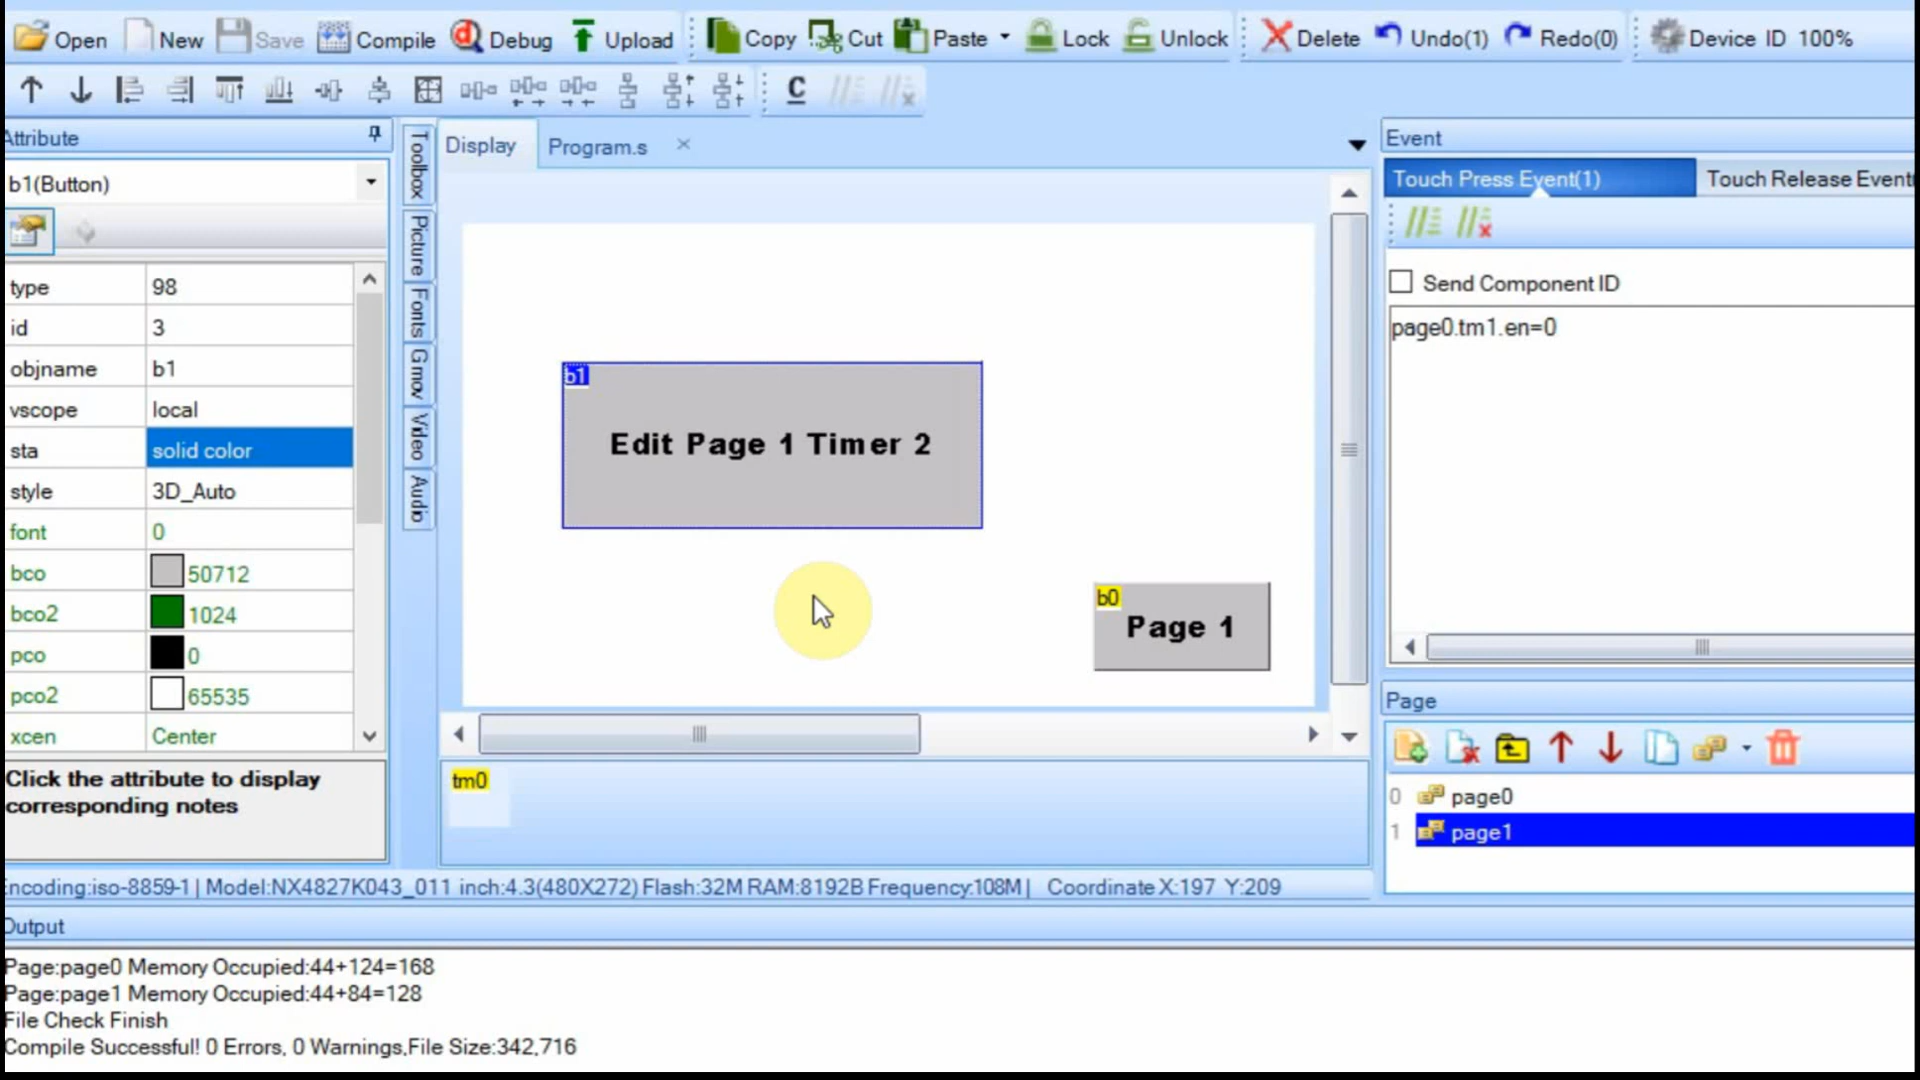 Open New Save Compile Debug Upload Copy Cut Paste Lock Unlock Delete Undo(1) Redo(0) Device ID 100%
C
Attribute
b1(Button)
type 98
id 3
objname b1
vscope local
sta solid color
style 3D_Auto
font 0
bco 50712
bco2 1024
pco 0
pco2 65535
xcen Center
Click the attribute to display
corresponding notes
Toolbox
Picture
Fonts
Gmov
Video
Audio
Display Program.s
b1
Edit Page 1 Timer 2
b0
Page 1
tm0
Event
Touch Press Event(1) Touch Release Event(
Send Component ID
page0.tm1.en=0
Page
0 page0
1 page1
ncoding:iso-8859-1 | Model:NX4827K043_011 inch:4.3(480X272) Flash:32M RAM:8192B Frequency:108M | Coordinate X:197 Y:209
Output
Page:page0 Memory Occupied:44+124=168
Page:page1 Memory Occupied:44+84=128
File Check Finish
Compile Successful! 0 Errors, 0 Warnings,File Size:342,716